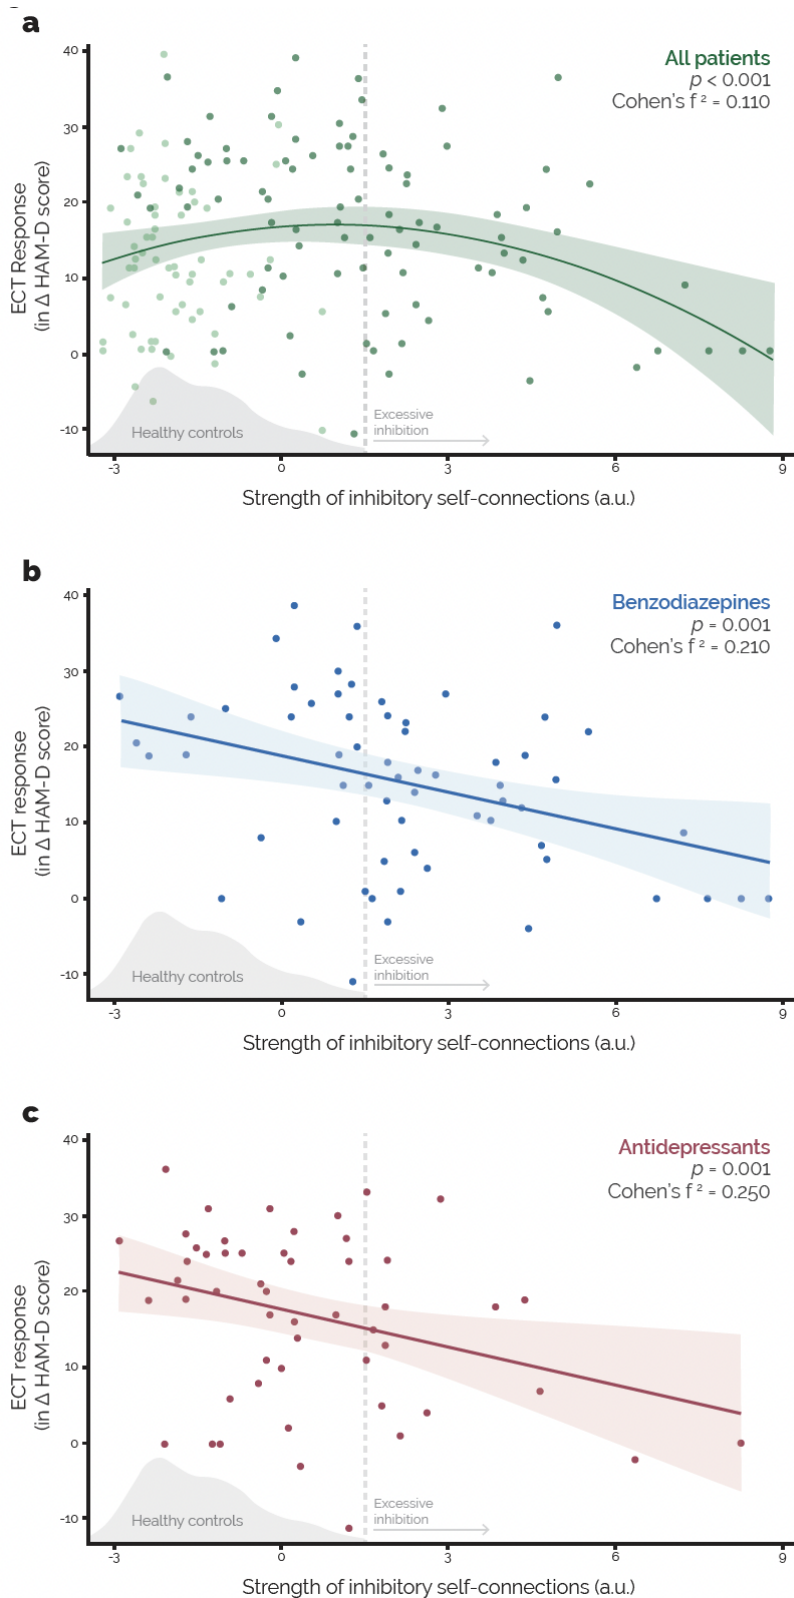 a
All patients
p < 0.001
Cohen's f ² = 0.110
ECT Response
(in Δ HAM-D score)
40
30
20
10
0
-10
Healthy controls
Excessive
inhibition
-3 0 3 6 9
Strength of inhibitory self-connections (a.u.)
b
Benzodiazepines
p = 0.001
Cohen's f ² = 0.210
ECT response
(in Δ HAM-D score)
40
30
20
10
0
-10
Healthy controls
Excessive
inhibition
-3 0 3 6 9
Strength of inhibitory self-connections (a.u.)
c
Antidepressants
p = 0.001
Cohen's f ² = 0.250
ECT response
(in Δ HAM-D score)
40
30
20
10
0
-10
Healthy controls
Excessive
inhibition
-3 0 3 6 9
Strength of inhibitory self-connections (a.u.)